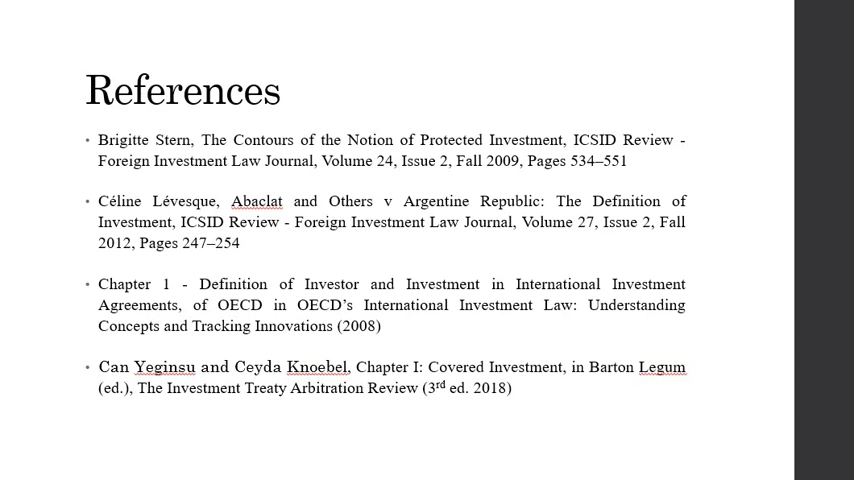 References
• Brigitte Stern, The Contours of the Notion of Protected Investment, ICSID Review -
Foreign Investment Law Journal, Volume 24, Issue 2, Fall 2009, Pages 534–551
• Céline Lévesque, Abaclat and Others v Argentine Republic: The Definition of
Investment, ICSID Review - Foreign Investment Law Journal, Volume 27, Issue 2, Fall
2012, Pages 247–254
• Chapter 1 - Definition of Investor and Investment in International Investment
Agreements, of OECD in OECD’s International Investment Law: Understanding
Concepts and Tracking Innovations (2008)
• Can Yeginsu and Ceyda Knoebel, Chapter I: Covered Investment, in Barton Legum
(ed.), The Investment Treaty Arbitration Review (3rd ed. 2018)